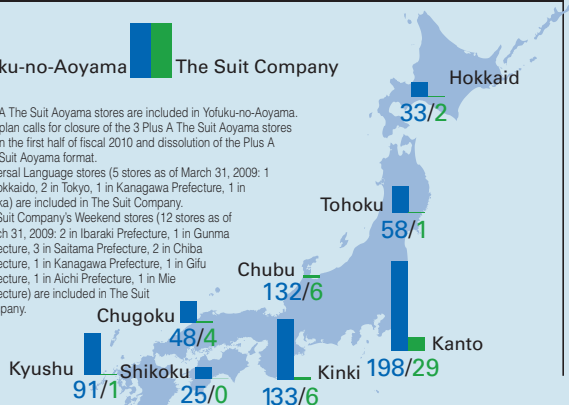 ku-no-Aoyama The Suit Company
A The Suit Aoyama stores are included in Yofuku-no-Aoyama.
plan calls for closure of the 3 Plus A The Suit Aoyama stores
n the first half of fiscal 2010 and dissolution of the Plus A
Suit Aoyama format.
ersal Language stores (5 stores as of March 31, 2009: 1
okkaido, 2 in Tokyo, 1 in Kanagawa Prefecture, 1 in
ka) are included in The Suit Company.
Suit Company's Weekend stores (12 stores as of
ch 31, 2009: 2 in Ibaraki Prefecture, 1 in Gunma
ecture, 3 in Saitama Prefecture, 2 in Chiba
ecture, 1 in Kanagawa Prefecture, 1 in Gifu
ecture, 1 in Aichi Prefecture, 1 in Mie
ecture) are included in The Suit
pany.
Hokkaid
33/2
Tohoku
58/1
Chubu
132/6
Chugoku
48/4
Kanto
198/29
Kyushu
91/1
Shikoku
25/0
Kinki
133/6